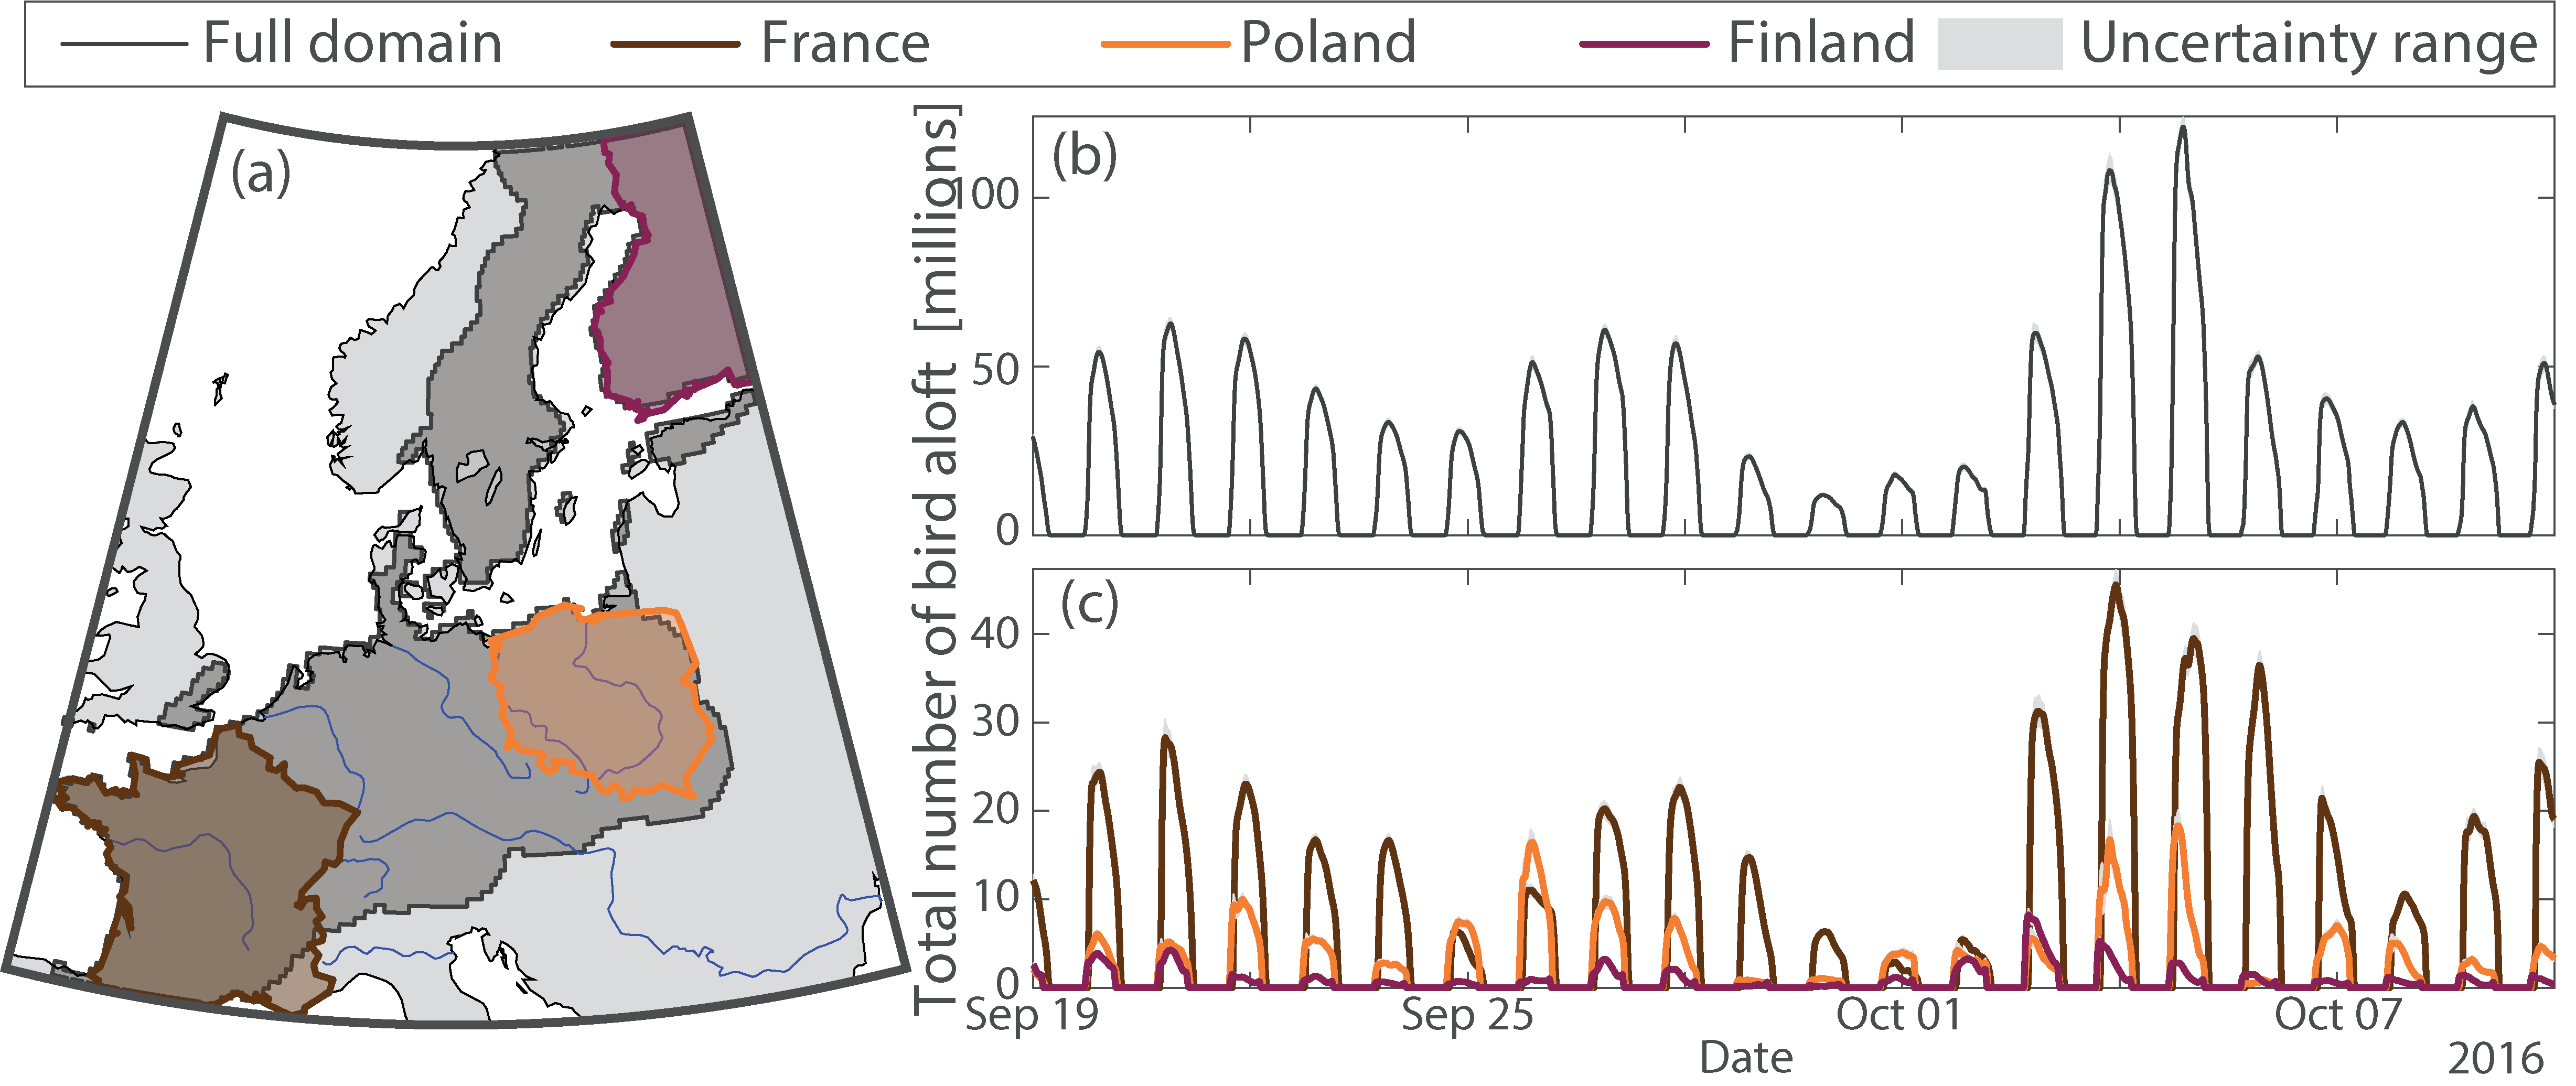 Full domain France Poland Finland Uncertainty range
(a)
Total number of bird aloft [millions]
(b)
100
50
0
(c)
40
30
20
10
0
Sep 19 Sep 25 Oct 01 Oct 07
Date
2016